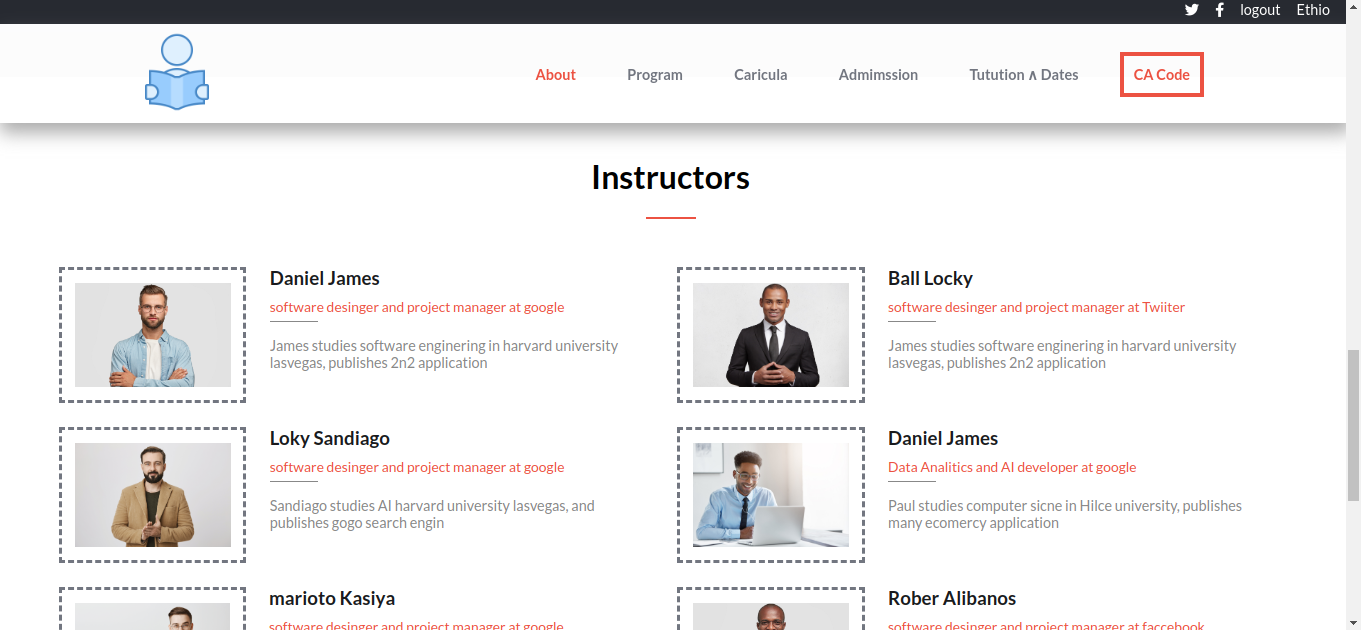 logout Ethio
About Program Caricula Admimssion Tutution ∧ Dates CA Code
Instructors
Daniel James
software desinger and project manager at google
James studies software enginering in harvard university
lasvegas, publishes 2n2 application
Ball Locky
software desinger and project manager at Twiiter
James studies software enginering in harvard university
lasvegas, publishes 2n2 application
Loky Sandiago
software desinger and project manager at google
Sandiago studies AI harvard university lasvegas, and
publishes gogo search engin
Daniel James
Data Analitics and AI developer at google
Paul studies computer sicne in Hilce university, publishes
many ecomercy application
marioto Kasiya
software desinger and project manager at google
Rober Alibanos
software desinger and project manager at faccebook